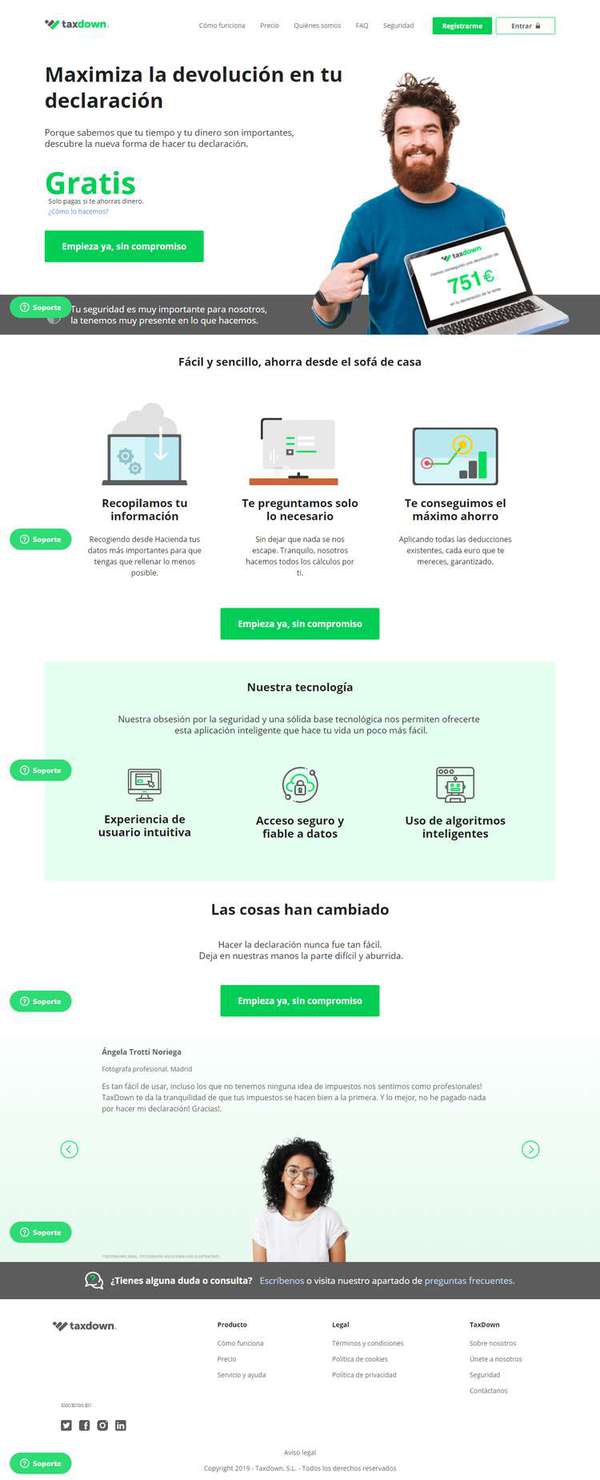 taxdown.
Cómo funciona
Precio
Quiénes somos
FAQ
Seguridad
Registrarme
Entrar
Maximiza la devolución en tu
declaración
Porque sabemos que tu tiempo y tu dinero son importantes,
descubre la nueva forma de hacer tu declaración.
Gratis
Solo pagas si te ahorras dinero.
¿Cómo lo hacemos?
Empieza ya, sin compromiso
taxdown
751€
Soporte
Tu seguridad es muy importante para nosotros,
la tenemos muy presente en lo que hacemos.
Fácil y sencillo, ahorra desde el sofá de casa
Recopilamos tu
información
Recogiendo desde Hacienda tus
datos más importantes para que
tengas que rellenar lo menos
posible.
Te preguntamos solo
lo necesario
Sin dejar que nada se nos
escape. Tranquilo, nosotros
hacemos todos los cálculos por
ti.
Te conseguimos el
máximo ahorro
Aplicando todas las deducciones
existentes, cada euro que te
mereces, garantizado.
Soporte
Empieza ya, sin compromiso
Nuestra tecnología
Nuestra obsesión por la seguridad y una sólida base tecnológica nos permiten ofrecerte
esta aplicación inteligente que hace tu vida un poco más fácil.
Soporte
Experiencia de
usuario intuitiva
Acceso seguro y
fiable a datos
Uso de algoritmos
inteligentes
Las cosas han cambiado
Hacer la declaración nunca fue tan fácil.
Deja en nuestras manos la parte difícil y aburrida.
Empieza ya, sin compromiso
Soporte
Ángela Trotti Noriega
Fotógrafa profesional. Madrid
Es tan fácil de usar, incluso los que no tenemos ninguna idea de impuestos nos sentimos como profesionales!
TaxDown te da la tranquilidad de que tus impuestos se hacen bien a la primera. Y lo mejor, no he pagado nada
por hacer mi declaración! Gracias!.
Soporte
¿Tienes alguna duda o consulta? Escríbenos o visita nuestro apartado de preguntas frecuentes.
taxdown.
Producto
Cómo funciona
Precio
Servicio y ayuda
Legal
Términos y condiciones
Política de cookies
Política de privacidad
TaxDown
Sobre nosotros
Únete a nosotros
Seguridad
Contáctanos
Aviso legal
Soporte
Copyright 2019 - Taxdown, S.L. - Todos los derechos reservados